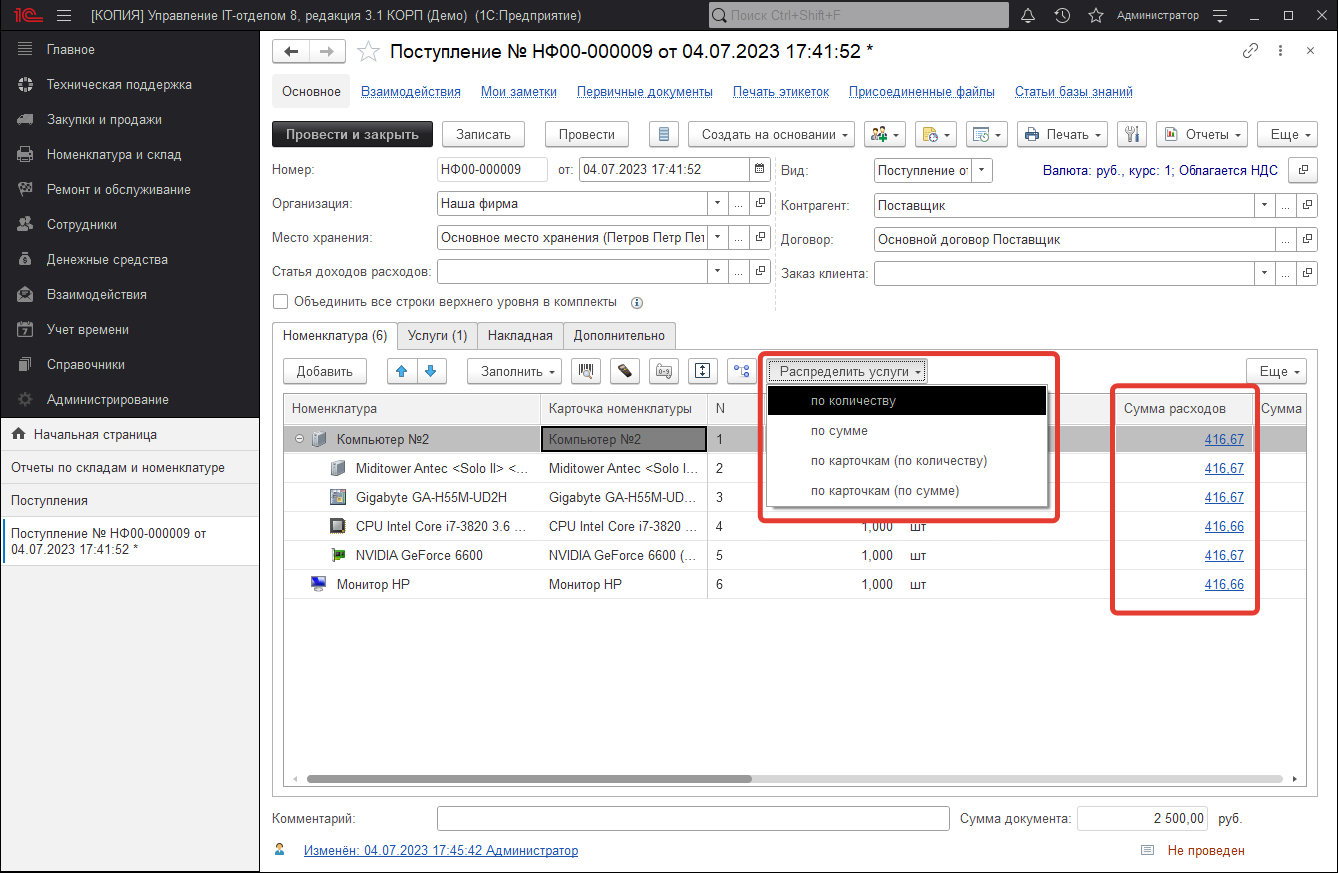 [КОПИЯ] Управление IT-отделом 8, редакция 3.1 КОРП (Демо) (1С:Предприятие)
Поиск Ctrl+Shift+F
Администратор
Главное
Техническая поддержка
Закупки и продажи
Номенклатура и склад
Ремонт и обслуживание
Сотрудники
Денежные средства
Взаимодействия
Учет времени
Справочники
Администрирование
Начальная страница
Отчеты по складам и номенклатуре
Поступления
Поступление № НФ00-000009 от
04.07.2023 17:41:52 *
Поступление № НФ00-000009 от 04.07.2023 17:41:52 *
Основное Взаимодействия Мои заметки Первичные документы Печать этикеток Присоединенные файлы Статьи базы знаний
Провести и закрыть Записать Провести Создать на основании Печать Отчеты Еще
Номер: НФ00-000009 от: 04.07.2023 17:41:52 Вид: Поступление от Валюта: руб., курс: 1; Облагается НДС
Организация: Наша фирма Контрагент: Поставщик
Место хранения: Основное место хранения (Петров Петр Пет Договор: Основной договор Поставщик
Статья доходов расходов: Заказ клиента:
Объединить все строки верхнего уровня в комплекты
Номенклатура (6) Услуги (1) Накладная Дополнительно
Добавить Заполнить Распределить услуги Еще
по количеству
по сумме
по карточкам (по количеству)
по карточкам (по сумме)
Номенклатура Карточка номенклатуры N Сумма расходов Сумма
Компьютер №2 Компьютер №2 1 416,67
Miditower Antec <Solo II> <... Miditower Antec <Solo I... 2 416,67
Gigabyte GA-H55M-UD2H Gigabyte GA-H55M-UD... 3 416,67
CPU Intel Core i7-3820 3.6 ... CPU Intel Core i7-3820 ... 4 1,000 шт 416,66
NVIDIA GeForce 6600 NVIDIA GeForce 6600 (... 5 1,000 шт 416,67
Монитор HP Монитор HP 6 1,000 шт 416,66
Комментарий: Сумма документа: 2 500,00 руб.
Изменён: 04.07.2023 17:45:42 Администратор Не проведен